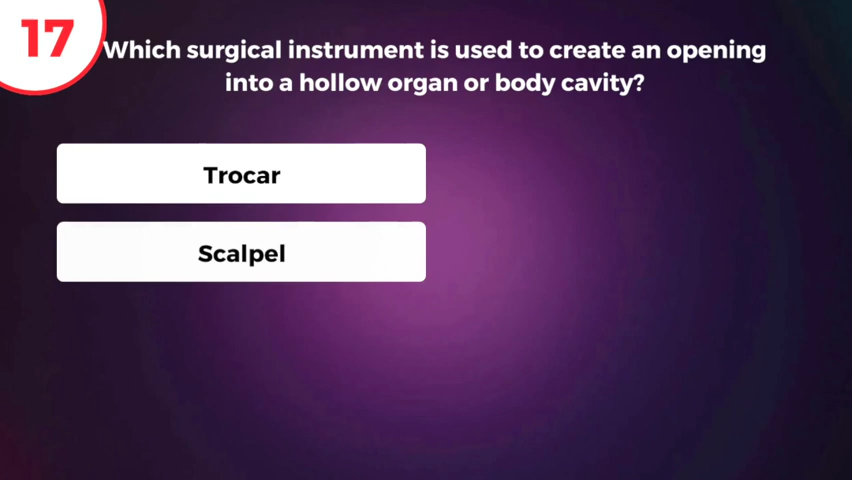 17
Which surgical instrument is used to create an opening
into a hollow organ or body cavity?
Trocar
Scalpel